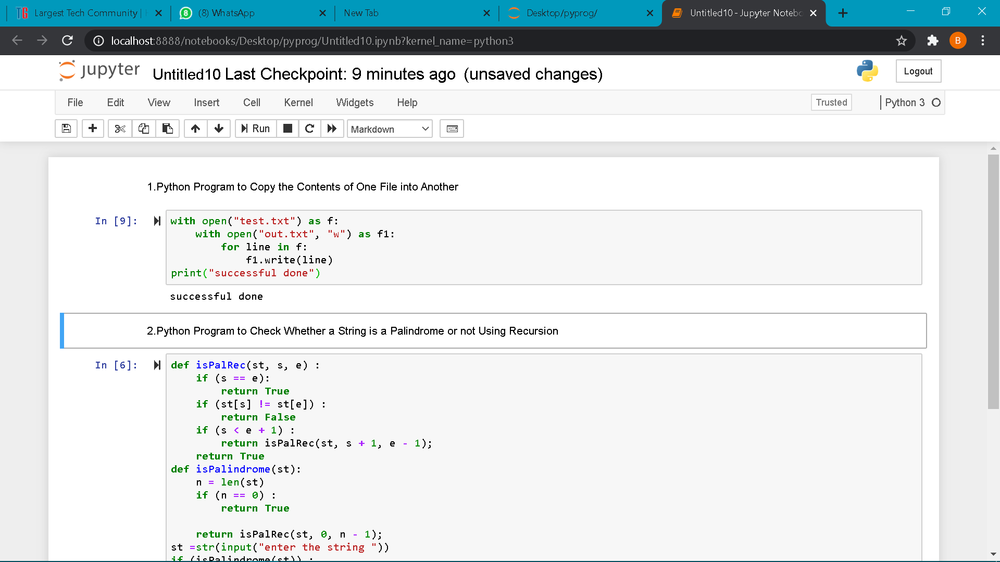 Largest Tech Community |
(8) WhatsApp
New Tab
Desktop/pyprog/
Untitled10 - Jupyter Notebo
B
localhost:8888/notebooks/Desktop/pyprog/Untitled10.ipynb?kernel_name=python3
jupyter Untitled10 Last Checkpoint: 9 minutes ago (unsaved changes)
Logout
File Edit View Insert Cell Kernel Widgets Help
Trusted
Python 3
Run
Markdown
1.Python Program to Copy the Contents of One File into Another
In [9]:
with open("test.txt") as f:
    with open("out.txt", "w") as f1:
        for line in f:
            f1.write(line)
print("successful done")
successful done
2.Python Program to Check Whether a String is a Palindrome or not Using Recursion
In [6]:
def isPalRec(st, s, e) :
    if (s == e):
        return True
    if (st[s] != st[e]) :
        return False
    if (s < e + 1) :
        return isPalRec(st, s + 1, e - 1);
    return True
def isPalindrome(st):
    n = len(st)
    if (n == 0) :
        return True
    return isPalRec(st, 0, n - 1);
st =str(input("enter the string "))
if (isPalindrome(st)) :